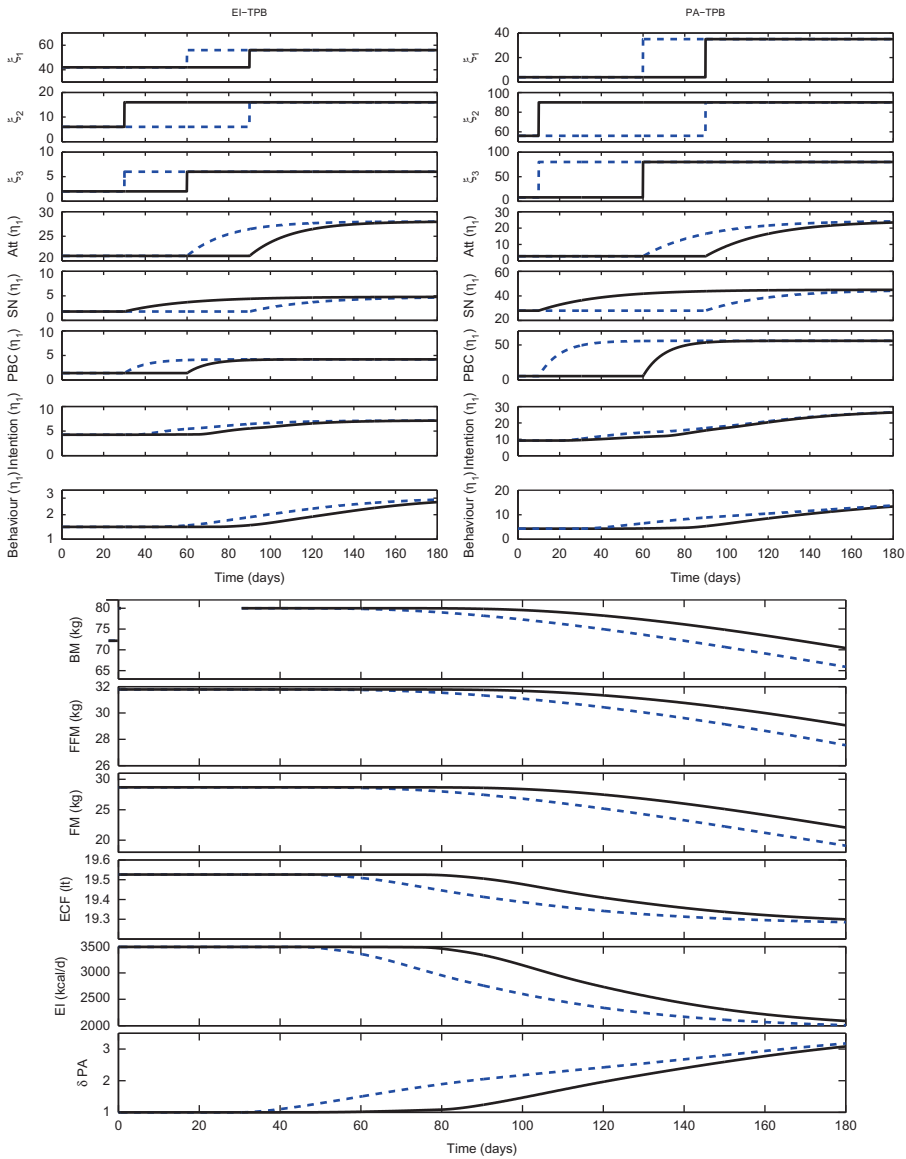 EI−TPB
ξ1
60
40
ξ2
20
10
0
ξ3
10
5
0
Att (η1)
30
25
20
SN (η1)
10
5
0
PBC (η1)
10
5
0
Intention (η1)
10
5
0
Behaviour (η1)
3
2
1
0 20 40 60 80 100 120 140 160 180
Time (days)
PA−TPB
ξ1
40
20
0
ξ2
100
80
60
ξ3
100
50
0
Att (η1)
30
20
10
0
SN (η1)
60
40
20
PBC (η1)
50
0
Intention (η1)
30
20
10
0
Behaviour (η1)
20
10
0
0 20 40 60 80 100 120 140 160 180
Time (days)
BM (kg)
80
75
70
65
FFM (kg)
32
30
28
26
FM (kg)
30
20
ECF (lt)
19.6
19.5
19.4
19.3
EI (kcal/d)
3500
3000
2500
2000
δ PA
3
2
1
0 20 40 60 80 100 120 140 160 180
Time (days)